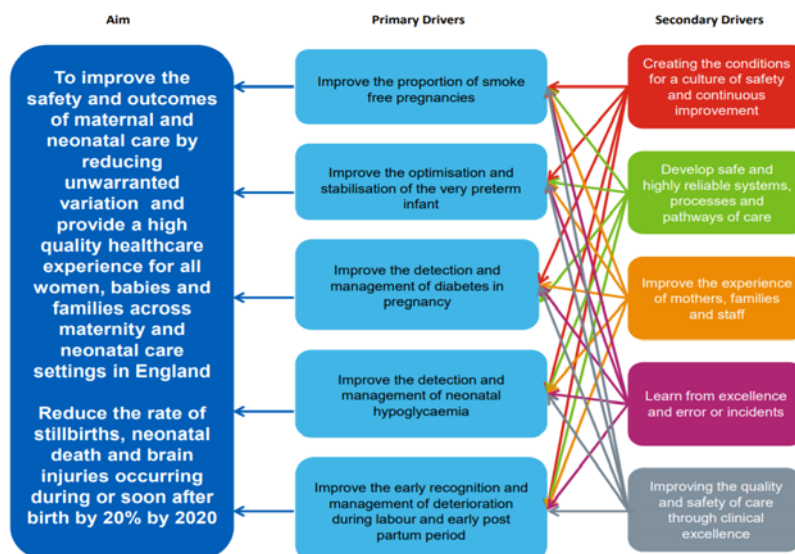 Aim
Primary Drivers
Secondary Drivers
To improve the
safety and outcomes
of maternal and
neonatal care by
reducing
unwarranted
variation and
provide a high
quality healthcare
experience for all
women, babies and
families across
maternity and
neonatal care
settings in England
Reduce the rate of
stillbirths, neonatal
death and brain
injuries occurring
during or soon after
birth by 20% by 2020
Improve the proportion of smoke
free pregnancies
Improve the optimisation and
stabilisation of the very preterm
infant
Improve the detection and
management of diabetes in
pregnancy
Improve the detection and
management of neonatal
hypoglycaemia
Improve the early recognition and
management of deterioration
during labour and early post
partum period
Creating the conditions
for a culture of safety
and continuous
improvement
Develop safe and
highly reliable systems,
processes and
pathways of care
Improve the experience
of mothers, families
and staff
Learn from excellence
and error or incidents
Improving the quality
and safety of care
through clinical
excellence